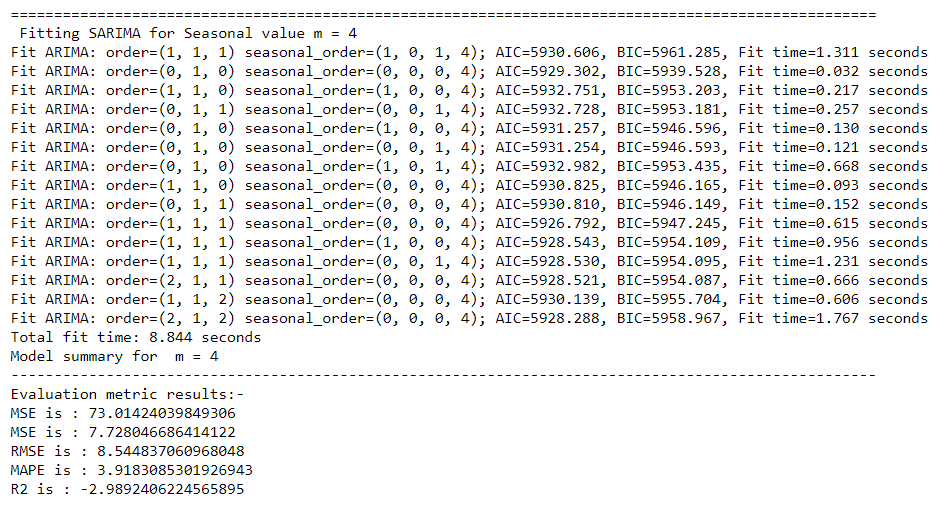 ==========================================================================================
Fitting SARIMA for Seasonal value m = 4
Fit ARIMA: order=(1, 1, 1) seasonal_order=(1, 0, 1, 4); AIC=5930.606, BIC=5961.285, Fit time=1.311 seconds
Fit ARIMA: order=(0, 1, 0) seasonal_order=(0, 0, 0, 4); AIC=5929.302, BIC=5939.528, Fit time=0.032 seconds
Fit ARIMA: order=(1, 1, 0) seasonal_order=(1, 0, 0, 4); AIC=5932.751, BIC=5953.203, Fit time=0.217 seconds
Fit ARIMA: order=(0, 1, 1) seasonal_order=(0, 0, 1, 4); AIC=5932.728, BIC=5953.181, Fit time=0.257 seconds
Fit ARIMA: order=(0, 1, 0) seasonal_order=(1, 0, 0, 4); AIC=5931.257, BIC=5946.596, Fit time=0.130 seconds
Fit ARIMA: order=(0, 1, 0) seasonal_order=(0, 0, 1, 4); AIC=5931.254, BIC=5946.593, Fit time=0.121 seconds
Fit ARIMA: order=(0, 1, 0) seasonal_order=(1, 0, 1, 4); AIC=5932.982, BIC=5953.435, Fit time=0.668 seconds
Fit ARIMA: order=(1, 1, 0) seasonal_order=(0, 0, 0, 4); AIC=5930.825, BIC=5946.165, Fit time=0.093 seconds
Fit ARIMA: order=(0, 1, 1) seasonal_order=(0, 0, 0, 4); AIC=5930.810, BIC=5946.149, Fit time=0.152 seconds
Fit ARIMA: order=(1, 1, 1) seasonal_order=(0, 0, 0, 4); AIC=5926.792, BIC=5947.245, Fit time=0.615 seconds
Fit ARIMA: order=(1, 1, 1) seasonal_order=(1, 0, 0, 4); AIC=5928.543, BIC=5954.109, Fit time=0.956 seconds
Fit ARIMA: order=(1, 1, 1) seasonal_order=(0, 0, 1, 4); AIC=5928.530, BIC=5954.095, Fit time=1.231 seconds
Fit ARIMA: order=(2, 1, 1) seasonal_order=(0, 0, 0, 4); AIC=5928.521, BIC=5954.087, Fit time=0.666 seconds
Fit ARIMA: order=(1, 1, 2) seasonal_order=(0, 0, 0, 4); AIC=5930.139, BIC=5955.704, Fit time=0.606 seconds
Fit ARIMA: order=(2, 1, 2) seasonal_order=(0, 0, 0, 4); AIC=5928.288, BIC=5958.967, Fit time=1.767 seconds
Total fit time: 8.844 seconds
Model summary for  m = 4
------------------------------------------------------------------------------------------
Evaluation metric results:-
MSE is : 73.01424039849306
MSE is : 7.728046686414122
RMSE is : 8.544837060968048
MAPE is : 3.9183085301926943
R2 is : -2.9892406224565895